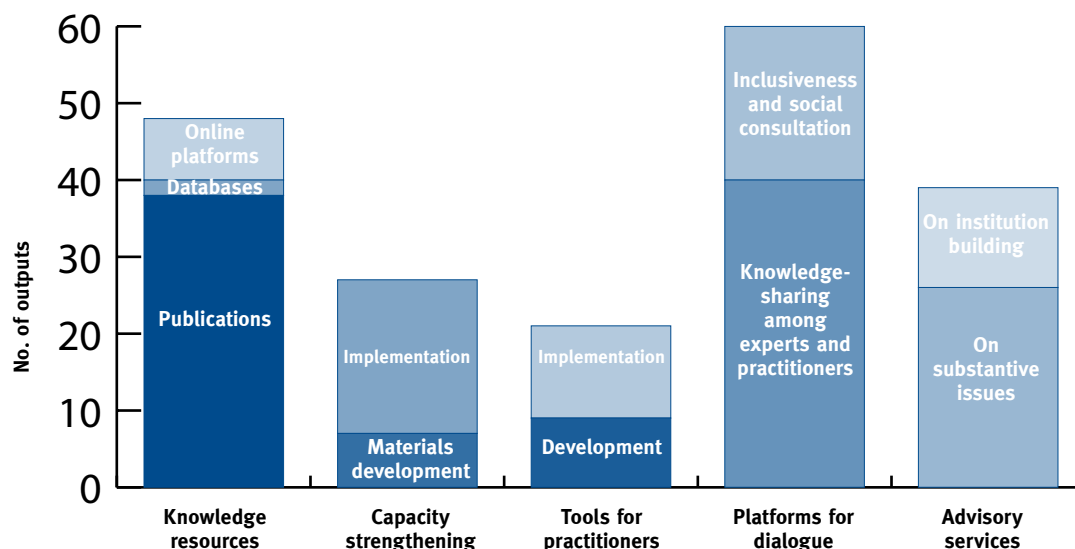 60
50
40
30
20
10
0
No. of outputs
Online
platforms
Databases
Publications
Implementation
Materials
development
Implementation
Development
Inclusiveness
and social
consultation
Knowledge-
sharing
among
experts and
practitioners
On institution
building
On
substantive
issues
Knowledge
resources
Capacity
strengthening
Tools for
practitioners
Platforms for
dialogue
Advisory
services